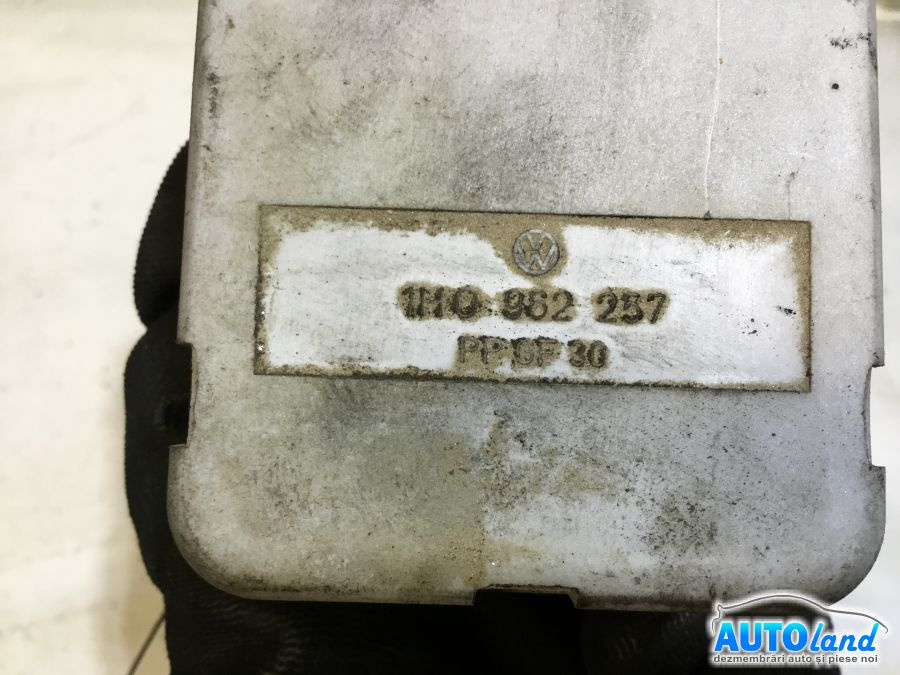 1H0 962 257
PP GF 30
AUTOland
dezmembrări auto și piese noi